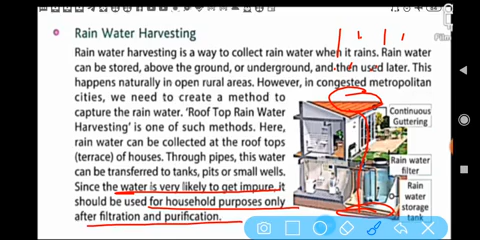 Rain Water Harvesting
Rain water harvesting is a way to collect rain water when it rains. Rain water
can be stored, above the ground, or underground, and then used later. This
happens naturally in open rural areas. However, in congested metropolitan
cities, we need to create a method to
capture the rain water. 'Roof Top Rain Water
Harvesting' is one of such methods. Here,
rain water can be collected at the roof tops
(terrace) of houses. Through pipes, this water
can be transferred to tanks, pits or small wells.
Since the water is very likely to get impure, it
should be used for household purposes only
after filtration and purification.
Continuous
Guttering
Rain water
filter
Rain
water
storage
tank